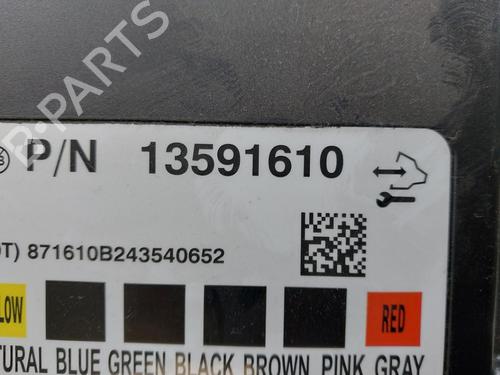 B-PARTS
P/N 13591610
T) 871610B243540652
LOW RED
TURAL BLUE GREEN BLACK BROWN PINK GRAY